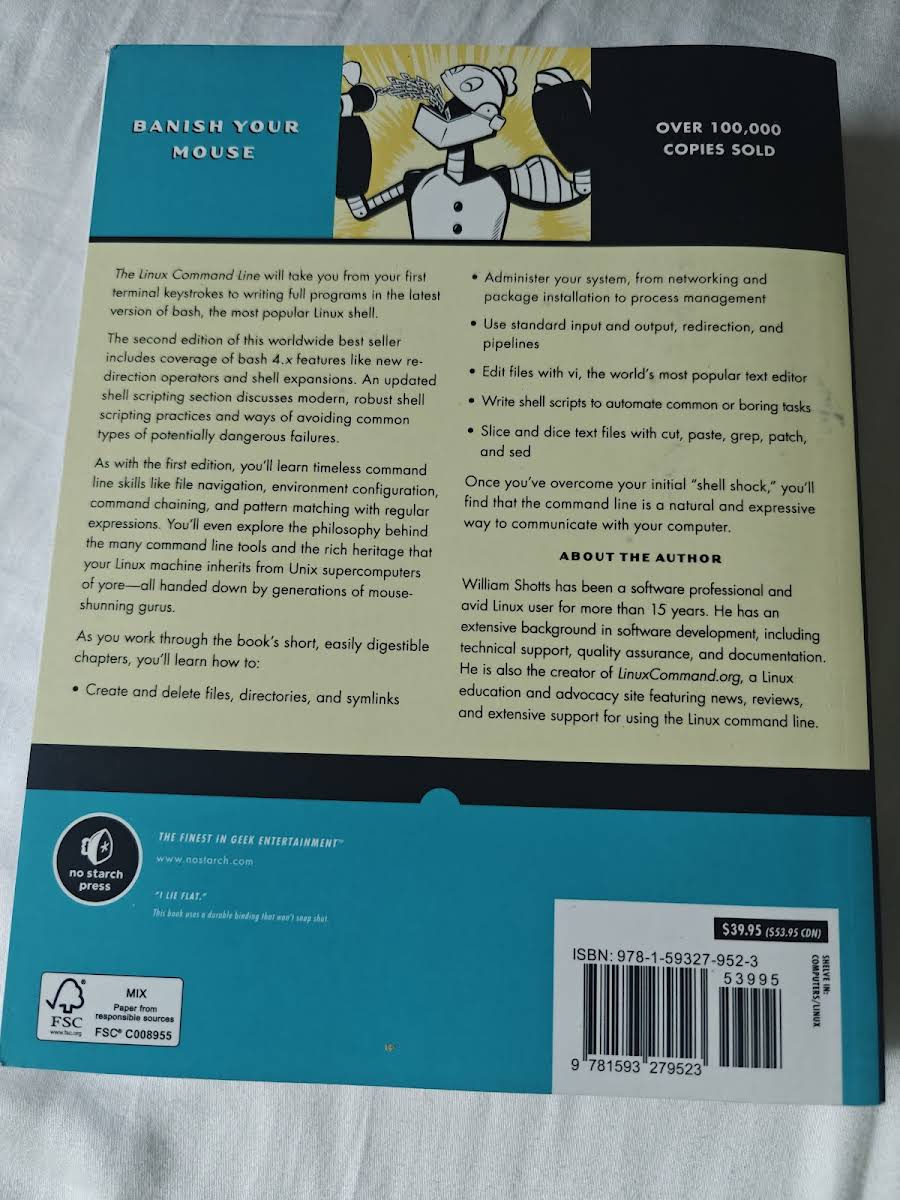 BANISH YOUR
MOUSE
OVER 100,000
COPIES SOLD
The Linux Command Line will take you from your first
terminal keystrokes to writing full programs in the latest
version of bash, the most popular Linux shell.
The second edition of this worldwide best seller
includes coverage of bash 4.x features like new re-
direction operators and shell expansions. An updated
shell scripting section discusses modern, robust shell
scripting practices and ways of avoiding common
types of potentially dangerous failures.
As with the first edition, you'll learn timeless command
line skills like file navigation, environment configuration,
command chaining, and pattern matching with regular
expressions. You'll even explore the philosophy behind
the many command line tools and the rich heritage that
your Linux machine inherits from Unix supercomputers
of yore—all handed down by generations of mouse-
shunning gurus.
As you work through the book's short, easily digestible
chapters, you'll learn how to:
• Create and delete files, directories, and symlinks
• Administer your system, from networking and
package installation to process management
• Use standard input and output, redirection, and
pipelines
• Edit files with vi, the world's most popular text editor
• Write shell scripts to automate common or boring tasks
• Slice and dice text files with cut, paste, grep, patch,
and sed
Once you've overcome your initial "shell shock," you'll
find that the command line is a natural and expressive
way to communicate with your computer.
ABOUT THE AUTHOR
William Shotts has been a software professional and
avid Linux user for more than 15 years. He has an
extensive background in software development, including
technical support, quality assurance, and documentation.
He is also the creator of LinuxCommand.org, a Linux
education and advocacy site featuring news, reviews,
and extensive support for using the Linux command line.
no starch
press
THE FINEST IN GEEK ENTERTAINMENT™
www.nostarch.com
"I LIE FLAT."
This book uses a durable binding that won't snap shut.
FSC
www.fsc.org
MIX
Paper from
responsible sources
FSC® C008955
$39.95 ($53.95 CDN)
ISBN: 978-1-59327-952-3
53995
9 781593 279523
SHELVE IN:
COMPUTERS/LINUX